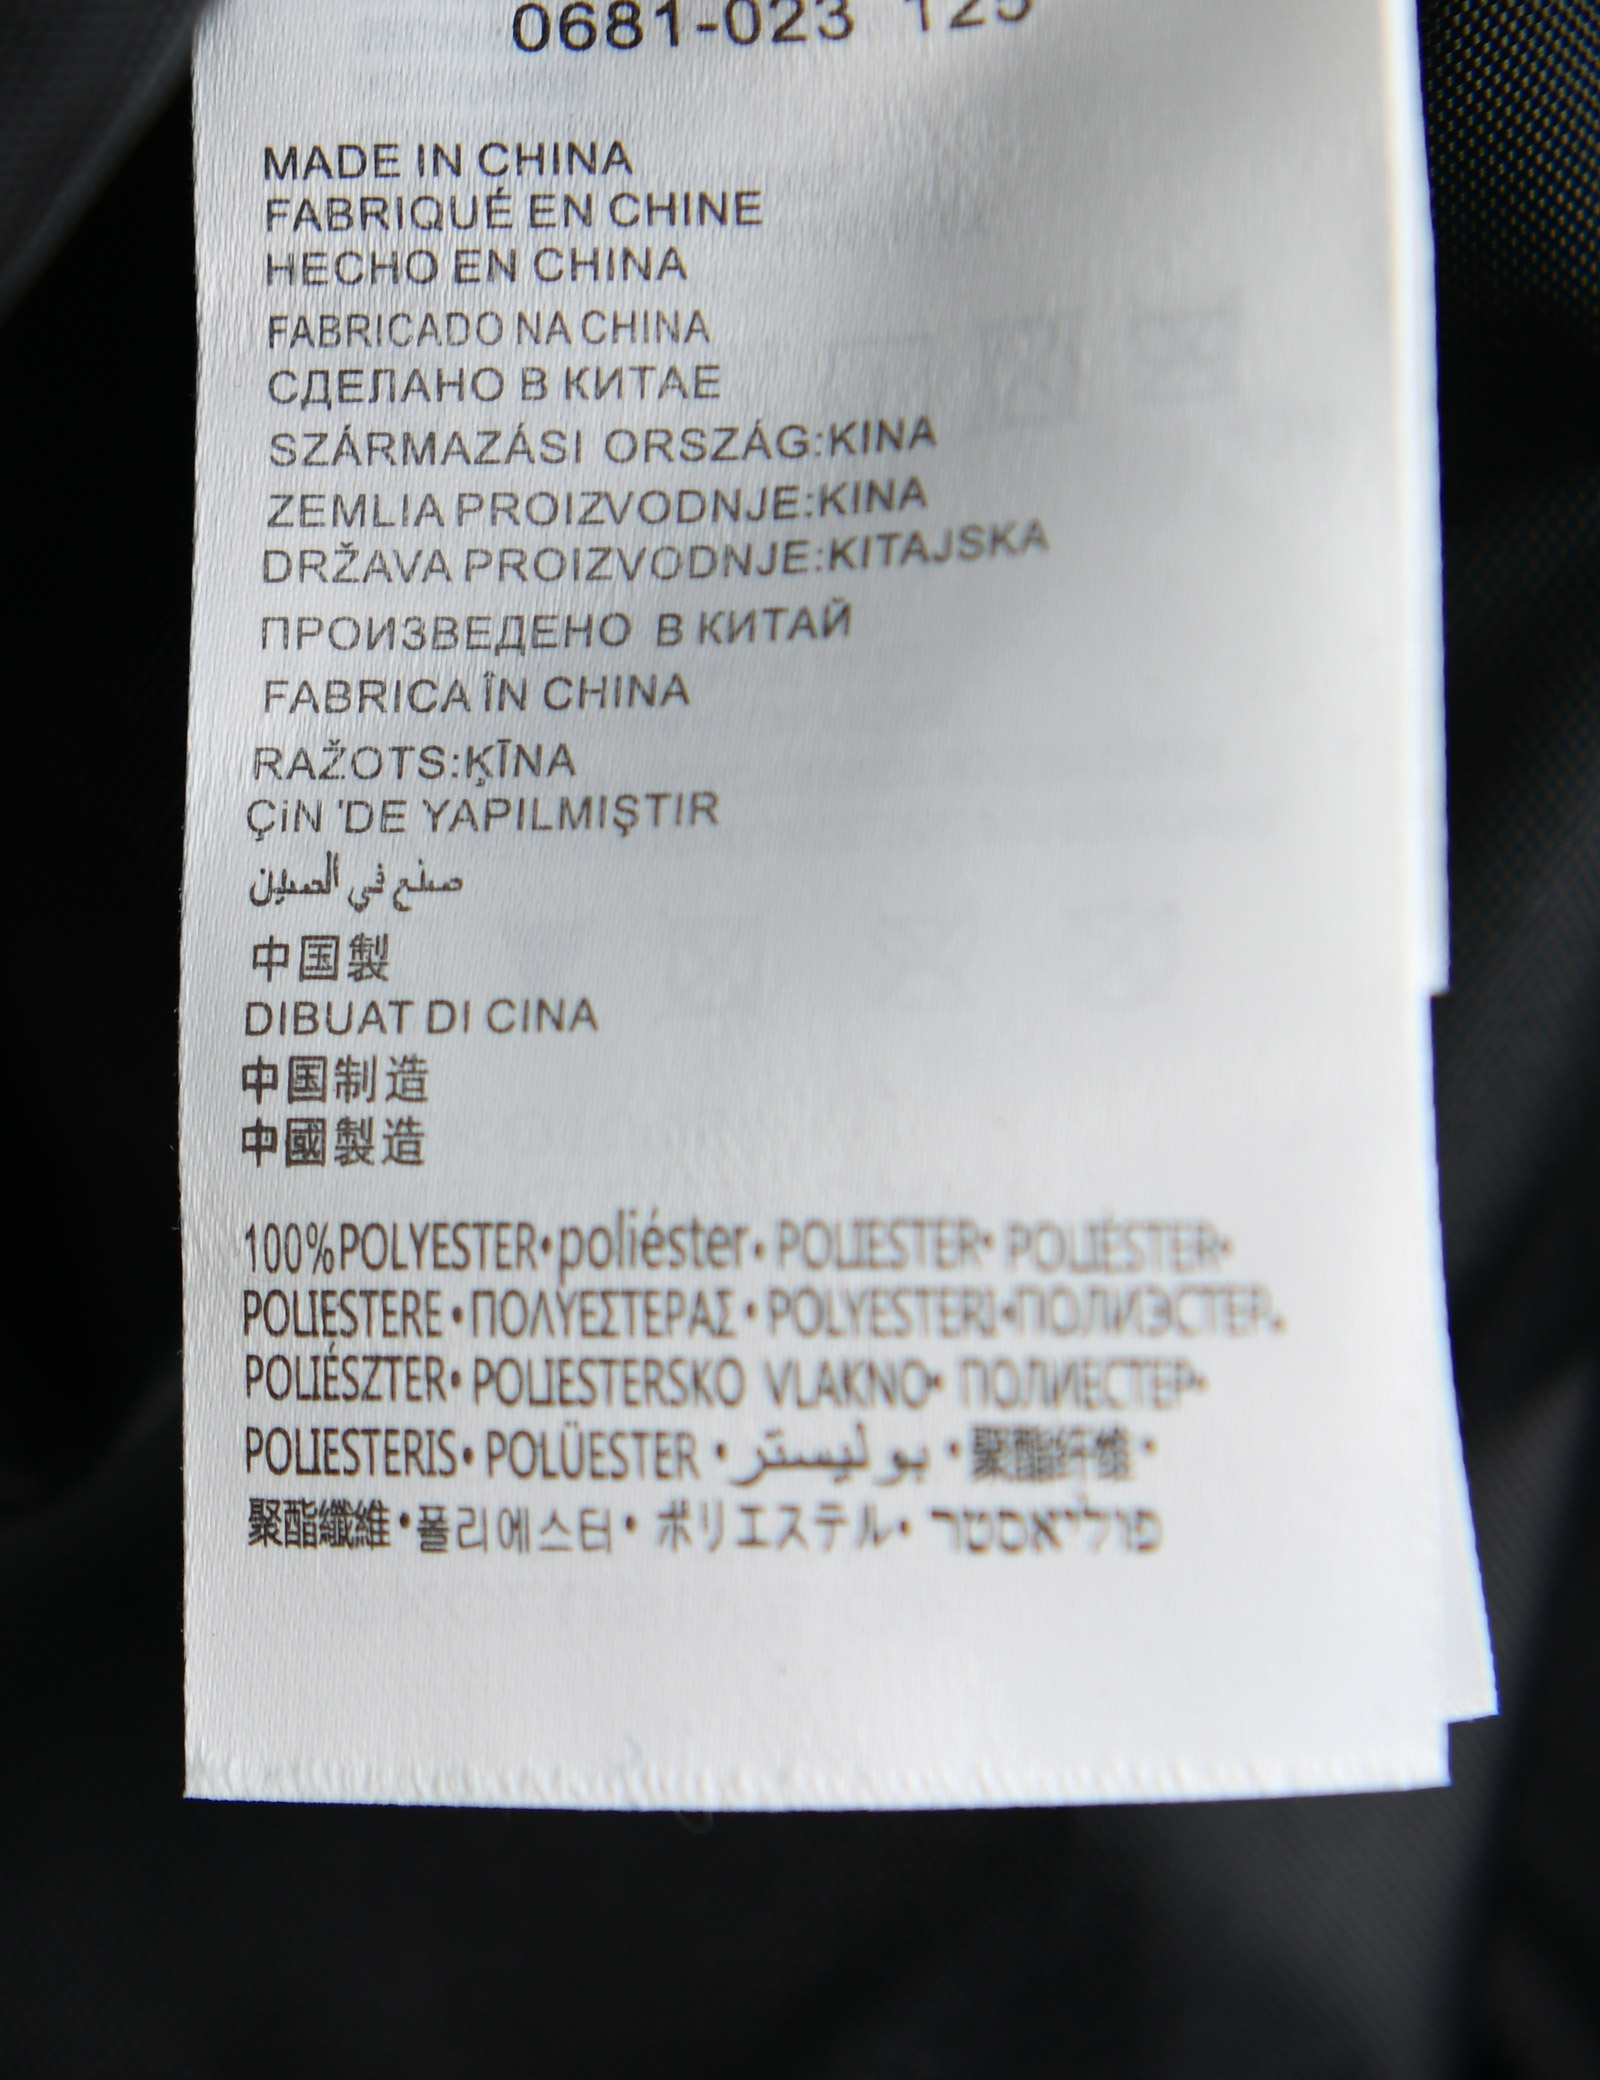 0681-023 125
MADE IN CHINA
FABRIQUÉ EN CHINE
HECHO EN CHINA
FABRICADO NA CHINA
СДЕЛАНО В КИТАЕ
SZÁRMAZÁSI ORSZÁG:KINA
ZEMLIA PROIZVODNJE:KINA
DRŽAVA PROIZVODNJE:KITAJSKA
ПРОИЗВЕДЕНО В КИТАЙ
FABRICA ÎN CHINA
RAŽOTS:ĶĪNA
ÇiN 'DE YAPILMIŞTIR
صنع في الصين
中国製
DIBUAT DI CINA
中国制造
中國製造
100%POLYESTER•poliéster• POLIESTER• POLIÉSTER•
POLIESTERE•ΠΟΛΥΕΣΤΕΡΑΣ•POLYESTERI•ПОЛИЭСТЕР•
POLIÉSZTER•POLIESTERSKO VLAKNO•ПОЛИЕСТЕР•
POLIESTERIS•POLÜESTER•بوليستر•聚酯纤维•
聚酯纖維•폴리에스터•ポリエステル•פוליאסטר